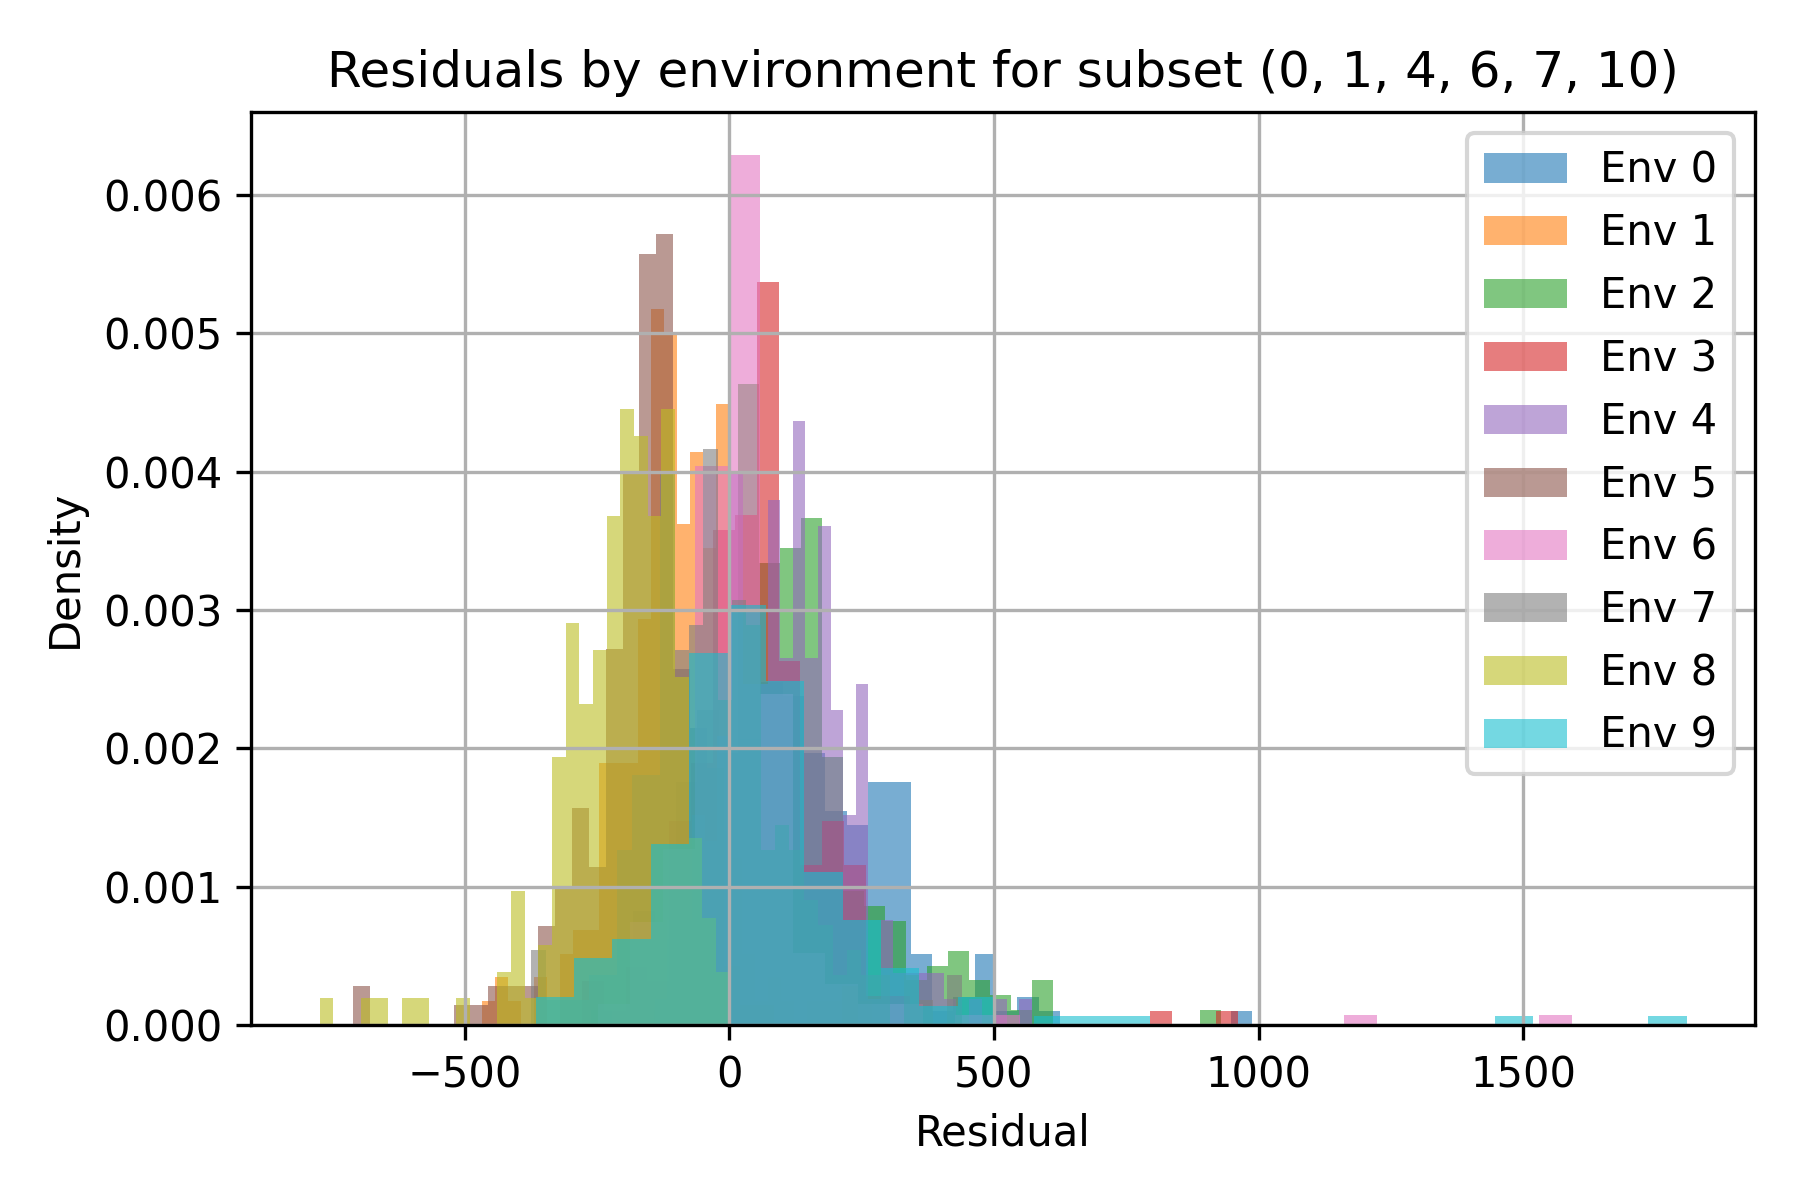 Residuals by environment for subset (0, 1, 4, 6, 7, 10)
Env 0
Env 1
Env 2
Env 3
Env 4
Env 5
Env 6
Env 7
Env 8
Env 9
Density
0.006
0.005
0.004
0.003
0.002
0.001
0.000
−500 0 500 1000 1500
Residual